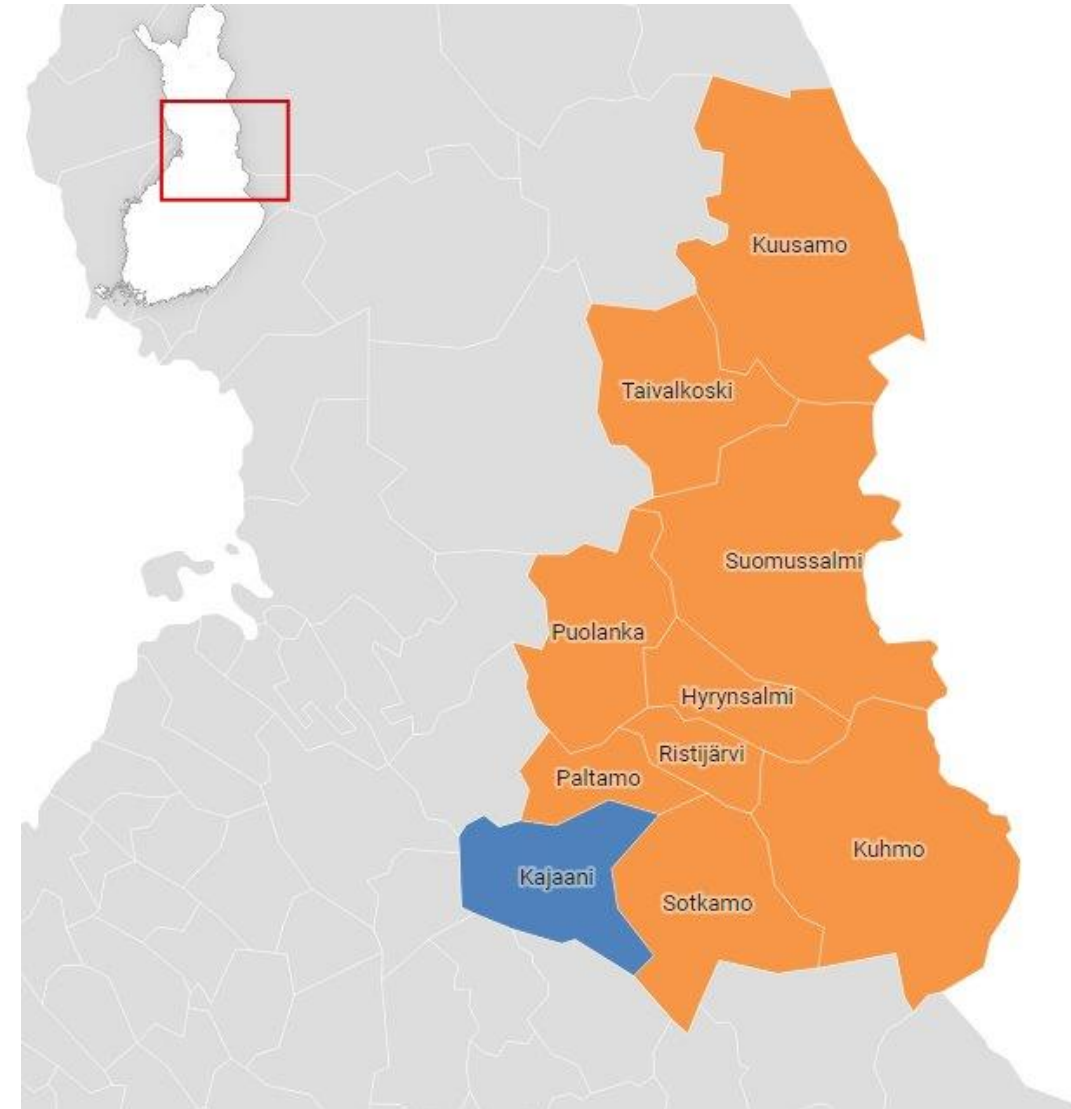 Kuusamo
Taivalkoski
Suomussalmi
Puolanka
Hyrynsalmi
Ristijärvi
Paltamo
Kuhmo
Kajaani
Sotkamo